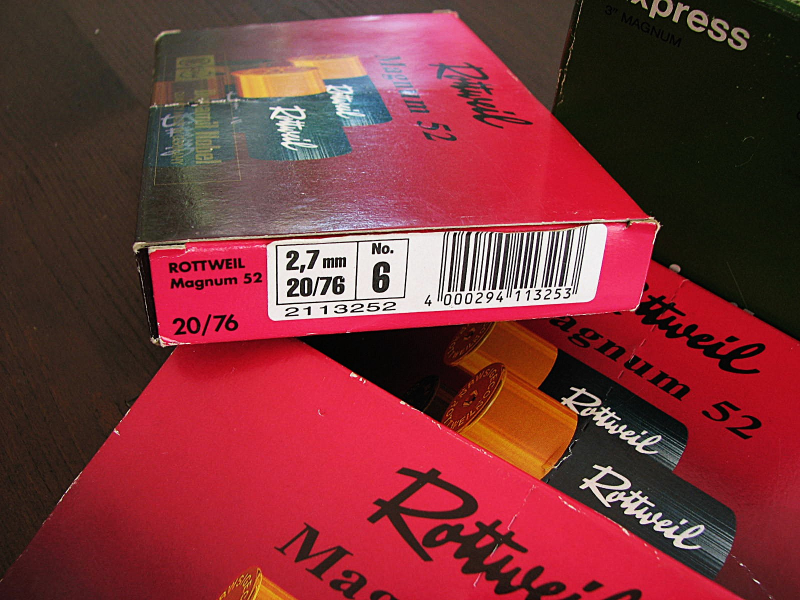 xpress
3" MAGNUM
Rottweil
Magnum 52
Rottweil
Rottweil
ROTTWEIL
Magnum 52
20/76
2,7 mm
20/76
No.
6
2113252
4 000294 113253
Rottweil
Magnum 52
Rottweil
Rottweil
Rottweil
Mag